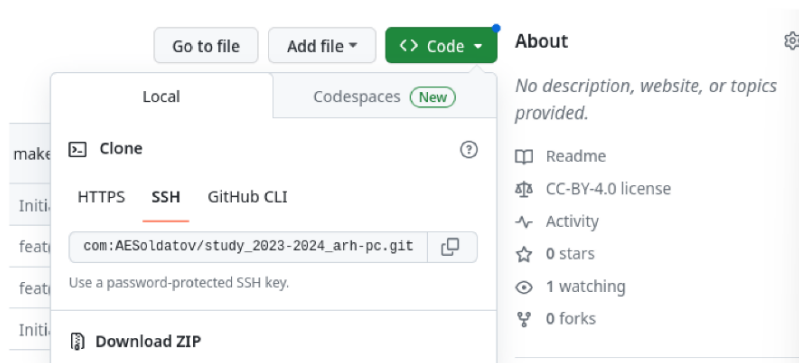 Go to file
Add file
Code
About
Local
Codespaces New
No description, website, or topics
provided.
make
Clone
Readme
HTTPS SSH GitHub CLI
CC-BY-4.0 license
Initi
Activity
com:AESoldatov/study_2023-2024_arh-pc.git
feat
0 stars
Use a password-protected SSH key.
feat
1 watching
Initi
0 forks
Download ZIP